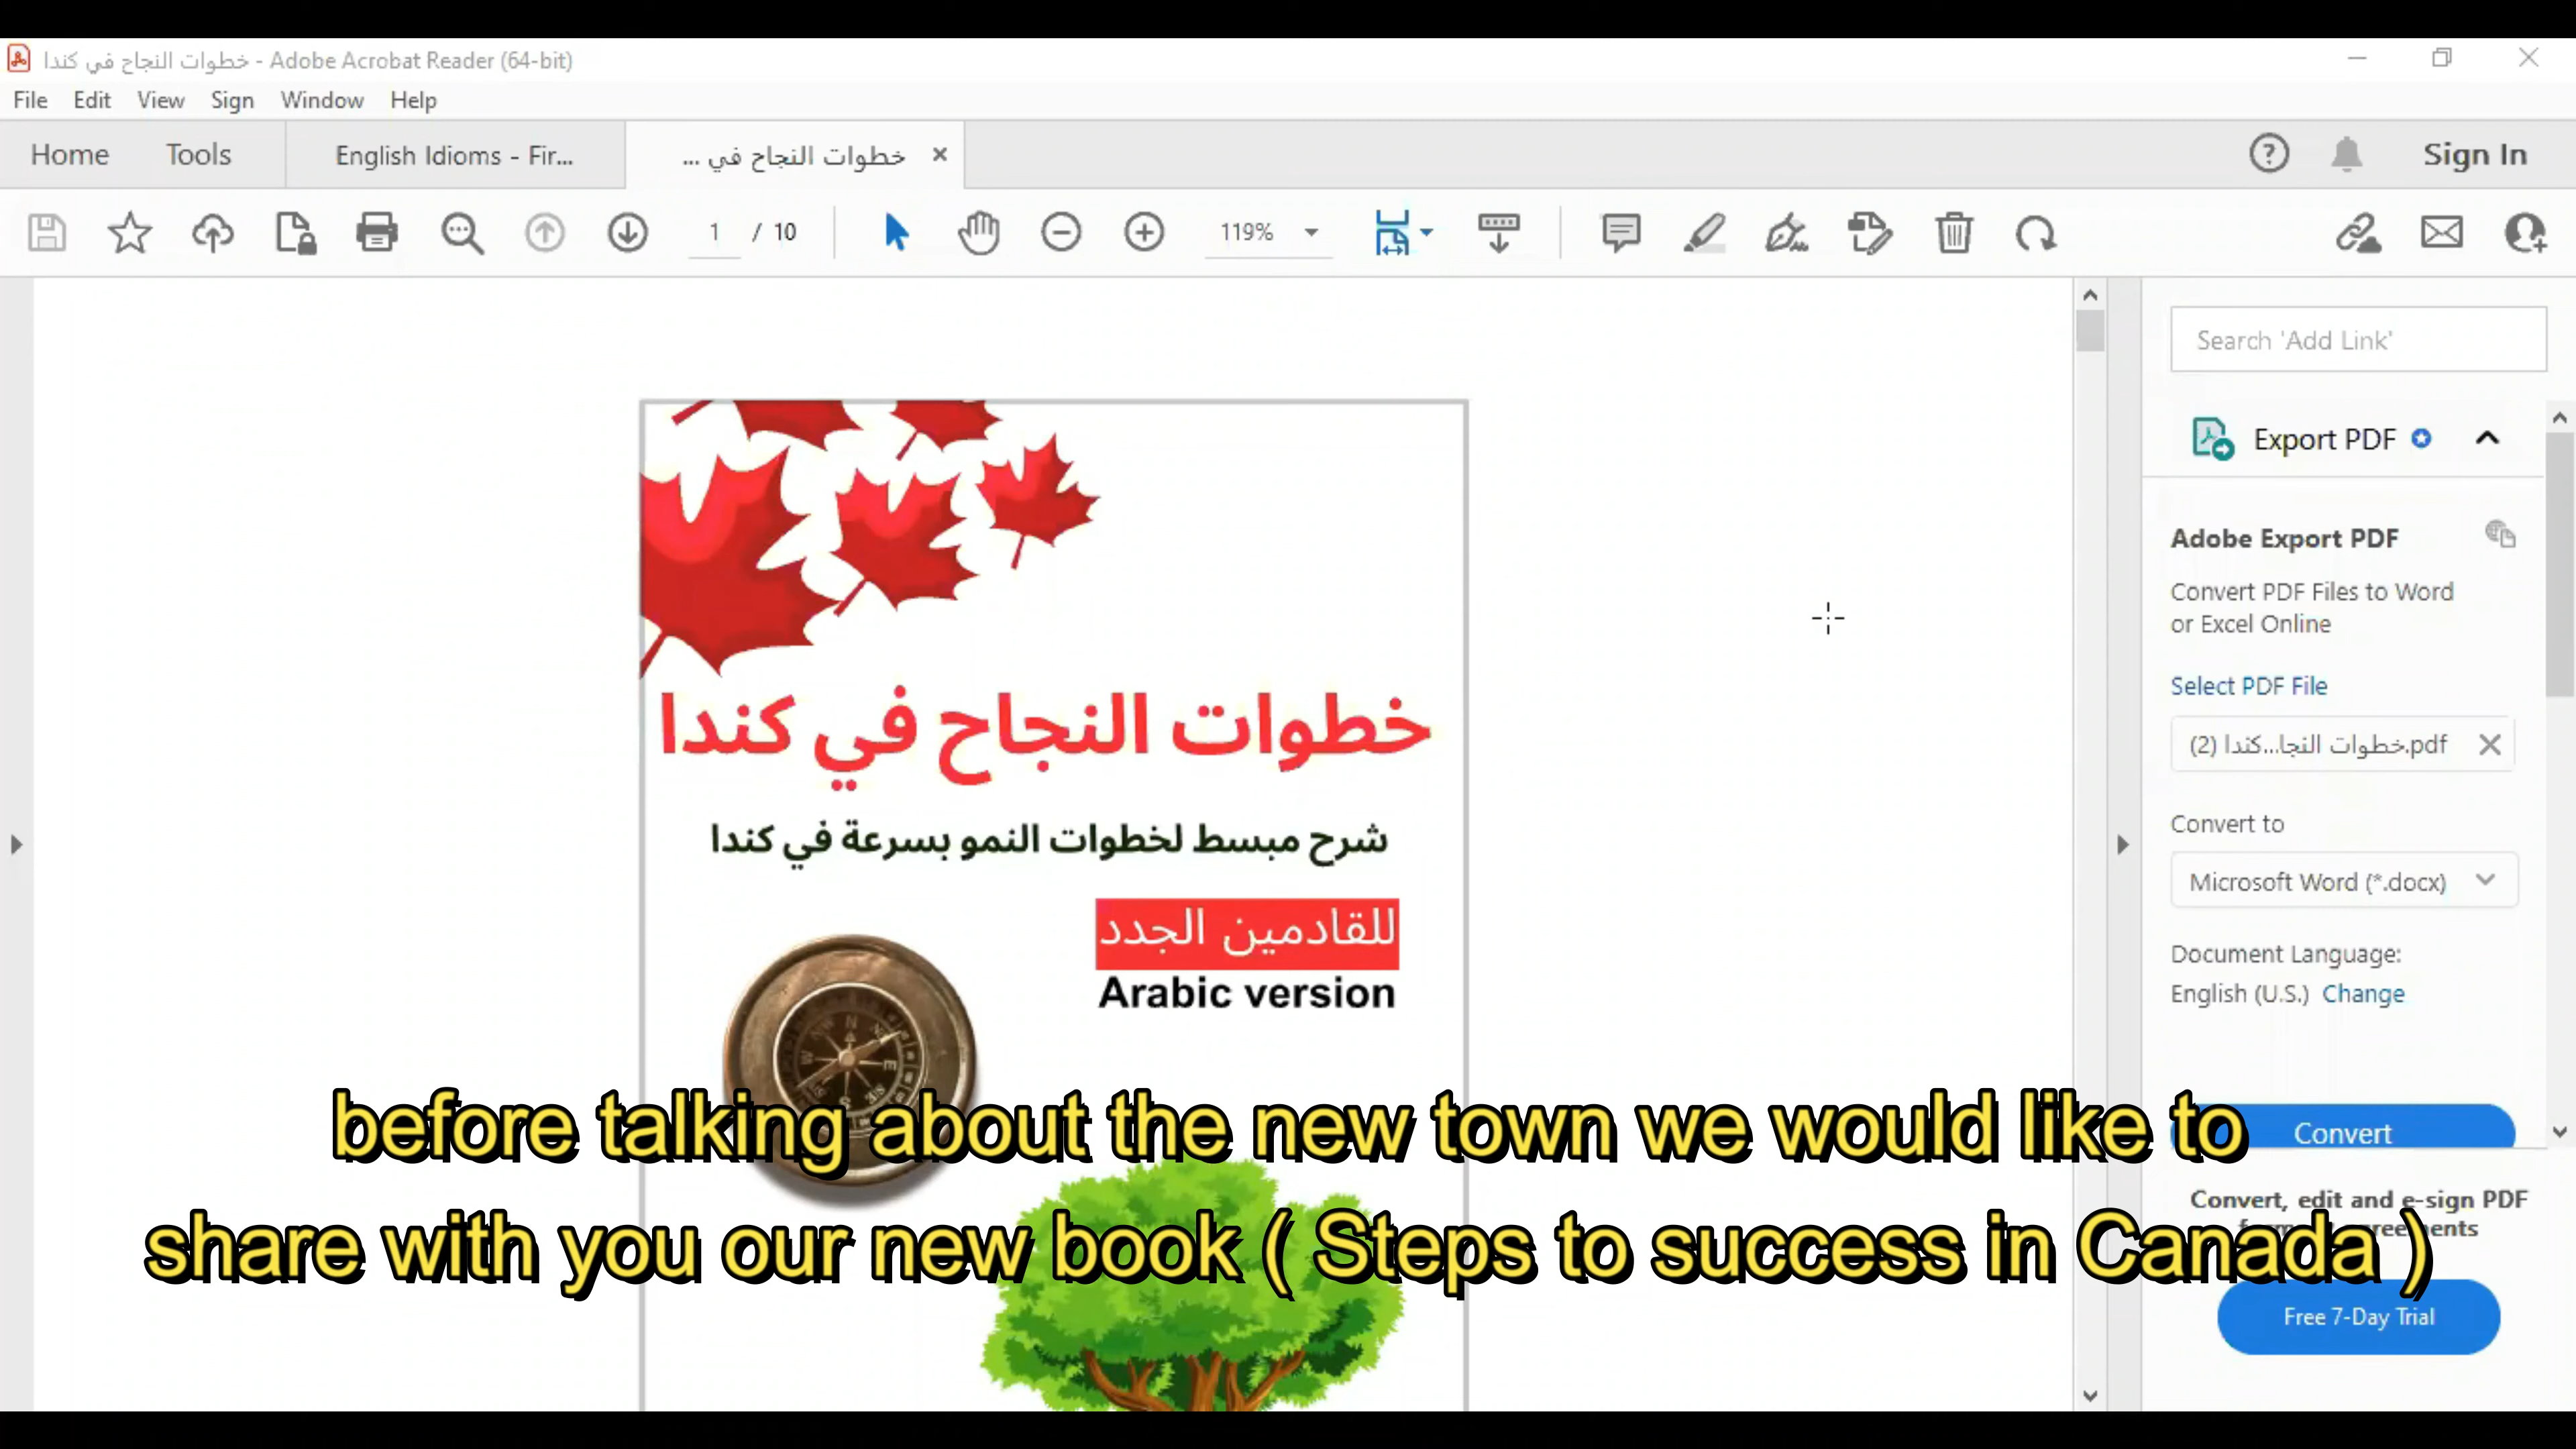 خطوات النجاح في كندا - Adobe Acrobat Reader (64-bit)
File Edit View Sign Window Help
Home Tools English Idioms - Fir... خطوات النجاح في ... Sign In
1 / 10 119%
Search 'Add Link'
Export PDF
Adobe Export PDF
Convert PDF Files to Word
or Excel Online
Select PDF File
خطوات النجا...كندا (2).pdf
Convert to
Microsoft Word (*.docx)
Document Language:
English (U.S.) Change
Convert
Convert, edit and e-sign PDF
Free 7-Day Trial
خطوات النجاح في كندا
شرح مبسط لخطوات النمو بسرعة في كندا
للقادمين الجدد
Arabic version
N
E
SE
W
before talking about the new town we would like to
share with you our new book ( Steps to success in Canada )